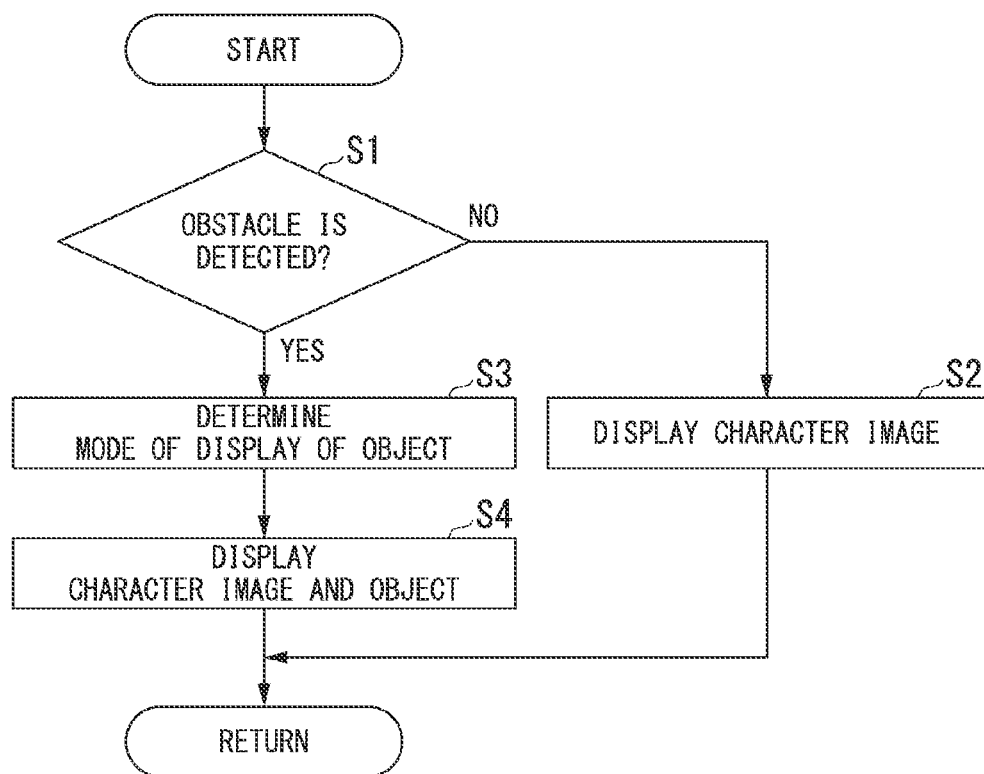 START
S1
OBSTACLE IS
DETECTED?
NO
YES
S3
DETERMINE
MODE OF DISPLAY OF OBJECT
S2
DISPLAY CHARACTER IMAGE
S4
DISPLAY
CHARACTER IMAGE AND OBJECT
RETURN